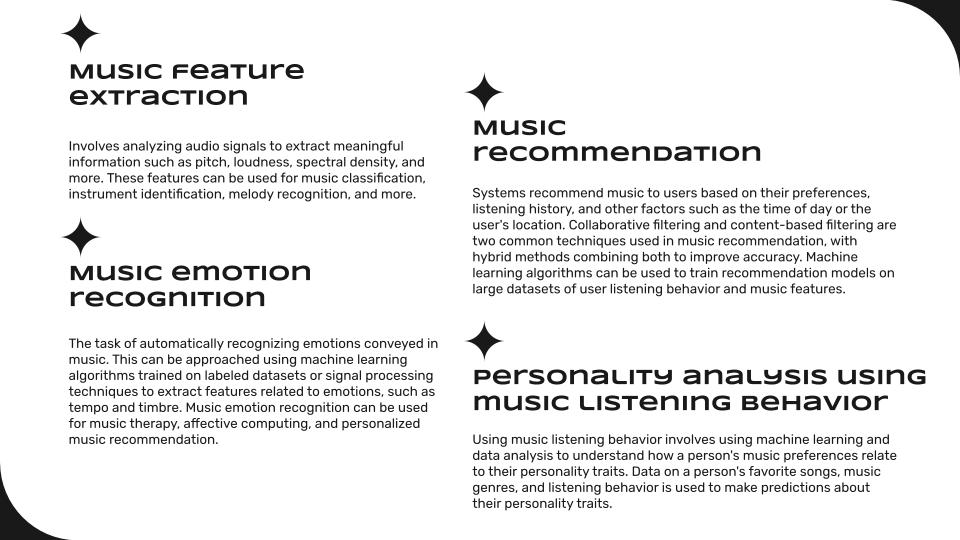 Music feature
extraction
Involves analyzing audio signals to extract meaningful
information such as pitch, loudness, spectral density, and
more. These features can be used for music classification,
instrument identification, melody recognition, and more.
Music emotion
recognition
The task of automatically recognizing emotions conveyed in
music. This can be approached using machine learning
algorithms trained on labeled datasets or signal processing
techniques to extract features related to emotions, such as
tempo and timbre. Music emotion recognition can be used
for music therapy, affective computing, and personalized
music recommendation.
Music
recommendation
Systems recommend music to users based on their preferences,
listening history, and other factors such as the time of day or the
user's location. Collaborative filtering and content-based filtering are
two common techniques used in music recommendation, with
hybrid methods combining both to improve accuracy. Machine
learning algorithms can be used to train recommendation models on
large datasets of user listening behavior and music features.
Personality analysis using
music listening behavior
Using music listening behavior involves using machine learning and
data analysis to understand how a person's music preferences relate
to their personality traits. Data on a person's favorite songs, music
genres, and listening behavior is used to make predictions about
their personality traits.